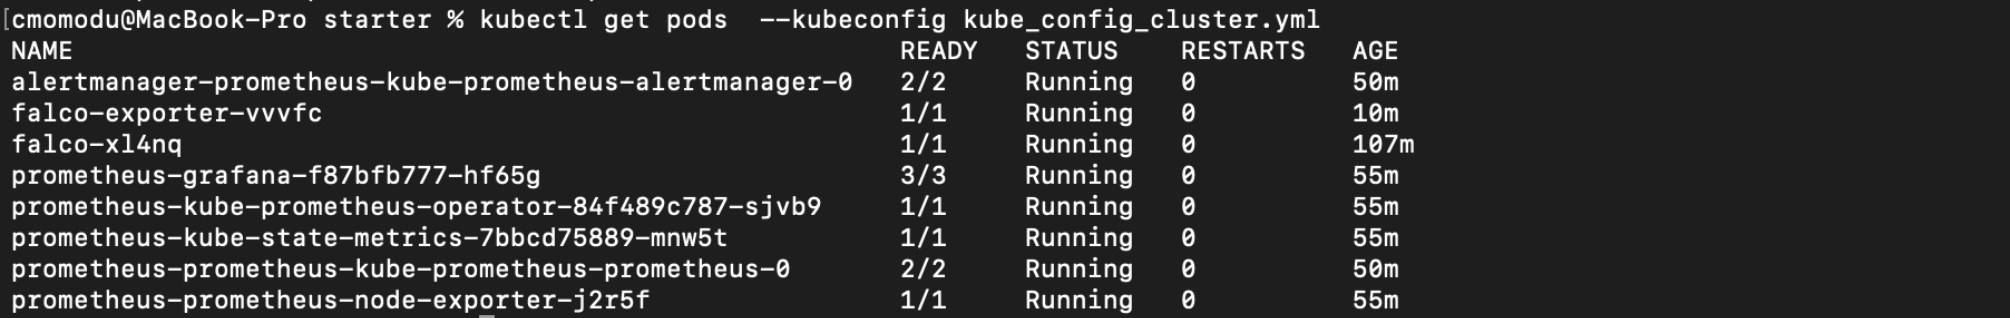 [cmomodu@MacBook-Pro starter % kubectl get pods  --kubeconfig kube_config_cluster.yml
NAME READY STATUS RESTARTS AGE
alertmanager-prometheus-kube-prometheus-alertmanager-0 2/2 Running 0 50m
falco-exporter-vvvfc 1/1 Running 0 10m
falco-xl4nq 1/1 Running 0 107m
prometheus-grafana-f87bfb777-hf65g 3/3 Running 0 55m
prometheus-kube-prometheus-operator-84f489c787-sjvb9 1/1 Running 0 55m
prometheus-kube-state-metrics-7bbcd75889-mnw5t 1/1 Running 0 55m
prometheus-prometheus-kube-prometheus-prometheus-0 2/2 Running 0 50m
prometheus-prometheus-node-exporter-j2r5f 1/1 Running 0 55m